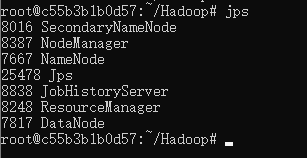 root@c55b3b1b0d57:~/Hadoop# jps
8016 SecondaryNameNode
8387 NodeManager
7667 NameNode
25478 Jps
8838 JobHistoryServer
8248 ResourceManager
7817 DataNode
root@c55b3b1b0d57:~/Hadoop#